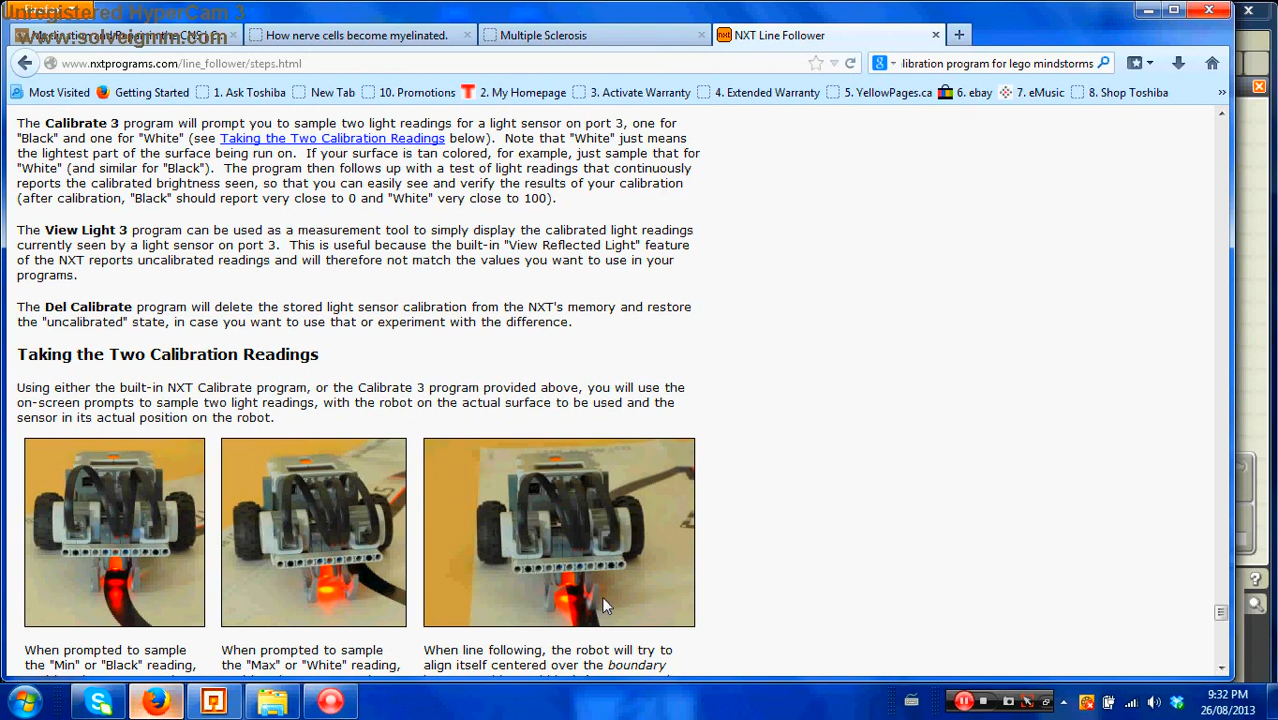 Unregistered HyperCam 3
www.solveigmm.com
How nerve cells become myelinated.
Multiple Sclerosis
NXT Line Follower
www.nxtprograms.com/line_follower/steps.html
libration program for lego mindstorms
Most Visited Getting Started 1. Ask Toshiba New Tab 10. Promotions 2. My Homepage 3. Activate Warranty 4. Extended Warranty 5. YellowPages.ca 6. ebay 7. eMusic 8. Shop Toshiba
The Calibrate 3 program will prompt you to sample two light readings for a light sensor on port 3, one for
"Black" and one for "White" (see Taking the Two Calibration Readings below). Note that "White" just means
the lightest part of the surface being run on. If your surface is tan colored, for example, just sample that for
"White" (and similar for "Black"). The program then follows up with a test of light readings that continuously
reports the calibrated brightness seen, so that you can easily see and verify the results of your calibration
(after calibration, "Black" should report very close to 0 and "White" very close to 100).
The View Light 3 program can be used as a measurement tool to simply display the calibrated light readings
currently seen by a light sensor on port 3. This is useful because the built-in "View Reflected Light" feature
of the NXT reports uncalibrated readings and will therefore not match the values you want to use in your
programs.
The Del Calibrate program will delete the stored light sensor calibration from the NXT's memory and restore
the "uncalibrated" state, in case you want to use that or experiment with the difference.
Taking the Two Calibration Readings
Using either the built-in NXT Calibrate program, or the Calibrate 3 program provided above, you will use the
on-screen prompts to sample two light readings, with the robot on the actual surface to be used and the
sensor in its actual position on the robot.
When prompted to sample
the "Min" or "Black" reading,
When prompted to sample
the "Max" or "White" reading,
When line following, the robot will try to
align itself centered over the boundary
9:32 PM
26/08/2013